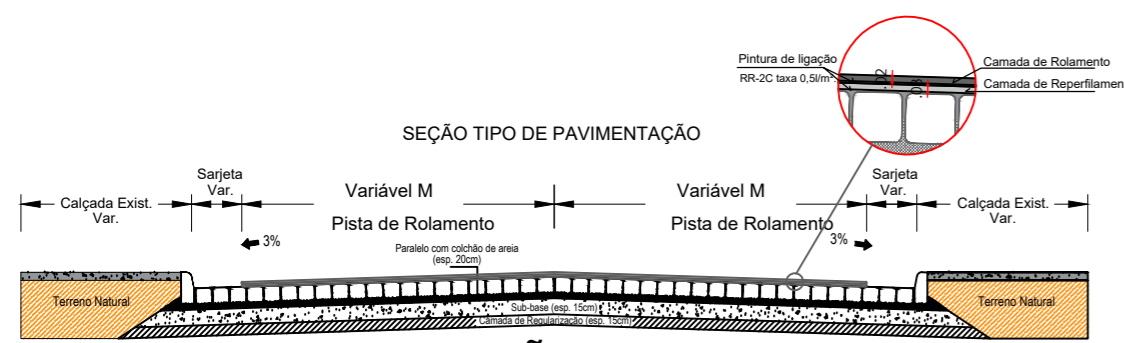 Pintura de ligação
RR-2C taxa 0,5l/m².
.02
.03
Camada de Rolamento
Camada de Reperfilamen
SEÇÃO TIPO DE PAVIMENTAÇÃO
Calçada Exist.
Var.
Sarjeta
Var.
Variável M
Pista de Rolamento
Variável M
Pista de Rolamento
Sarjeta
Var.
Calçada Exist.
Var.
3%
3%
Paralelo com colchão de areia
(esp. 20cm)
Terreno Natural
Terreno Natural
Sub-base (esp. 15cm)
Câmada de Regularização (esp. 15cm)